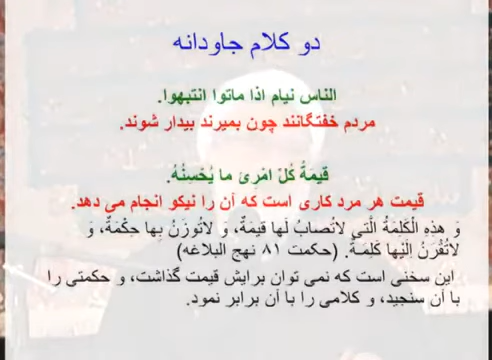 دو کلام جاودانه
الناس نیام اذا ماتوا انتبهوا.
مردم خفتگانند چون بمیرند بیدار شوند.
قیمَةُ کُلّ امْرِئ ما یُحْسِنُهُ.
قیمت هر مرد کاری است که آن را نیکو انجام می دهد.
وَ هذِهِ الْکَلِمَةُ الَّتی لاتُصابُ لَها قیمَةٌ، وَ لاتُوزَنُ بِها حِکْمَةٌ، وَ
لاتُقْرَنُ اِلَیْها کَلِمَـةٌ. (حکمت ۸۱ نهج البلاغه)
این سخنی است که نمی توان برایش قیمت گذاشت، و حکمتی را
با آن سنجید، و کلامی را با آن برابر نمود.